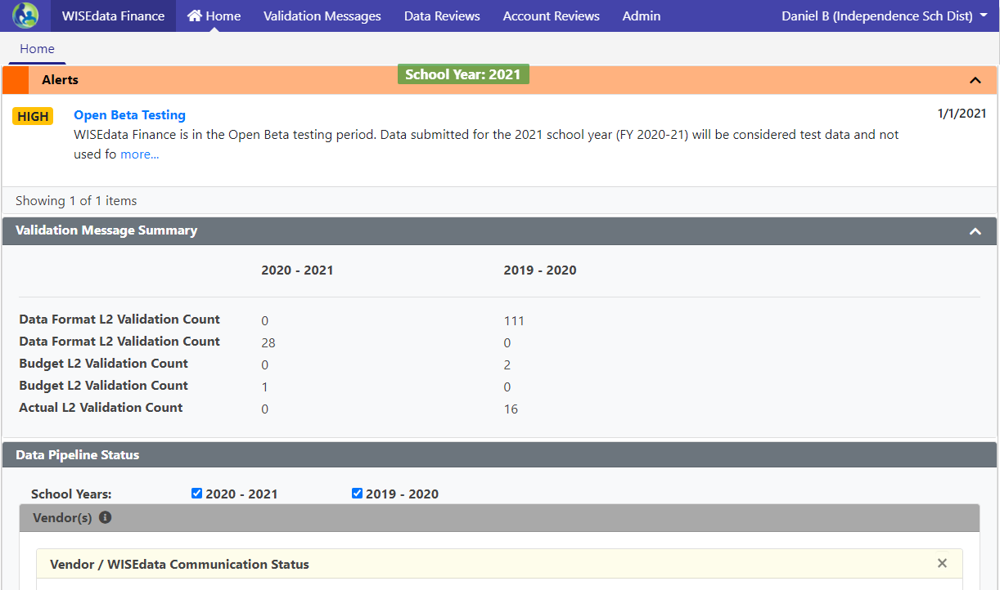 WISEdata Finance Home Validation Messages Data Reviews Account Reviews Admin Daniel B (Independence Sch Dist)
Home
School Year: 2021
Alerts
HIGH Open Beta Testing 1/1/2021
WISEdata Finance is in the Open Beta testing period. Data submitted for the 2021 school year (FY 2020-21) will be considered test data and not
used fo more...
Showing 1 of 1 items
Validation Message Summary
2020 - 2021 2019 - 2020
Data Format L2 Validation Count 0 111
Data Format L2 Validation Count 28 0
Budget L2 Validation Count 0 2
Budget L2 Validation Count 1 0
Actual L2 Validation Count 0 16
Data Pipeline Status
School Years: 2020 - 2021 2019 - 2020
Vendor(s)
Vendor / WISEdata Communication Status